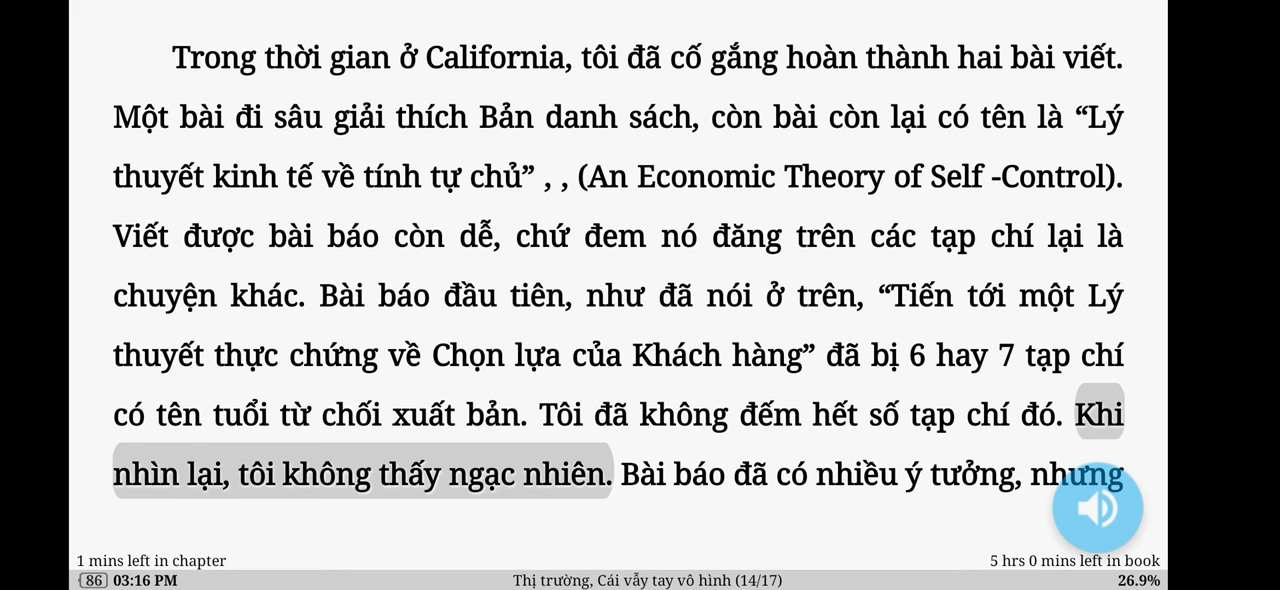 Trong thời gian ở California, tôi đã cố gắng hoàn thành hai bài viết.
Một bài đi sâu giải thích Bản danh sách, còn bài còn lại có tên là “Lý
thuyết kinh tế về tính tự chủ” , , (An Economic Theory of Self -Control).
Viết được bài báo còn dễ, chứ đem nó đăng trên các tạp chí lại là
chuyện khác. Bài báo đầu tiên, như đã nói ở trên, “Tiến tới một Lý
thuyết thực chứng về Chọn lựa của Khách hàng” đã bị 6 hay 7 tạp chí
có tên tuổi từ chối xuất bản. Tôi đã không đếm hết số tạp chí đó. Khi
nhìn lại, tôi không thấy ngạc nhiên. Bài báo đã có nhiều ý tưởng, nhưng
1 mins left in chapter 5 hrs 0 mins left in book
86 03:16 PM Thị trường, Cái vẫy tay vô hình (14/17) 26.9%